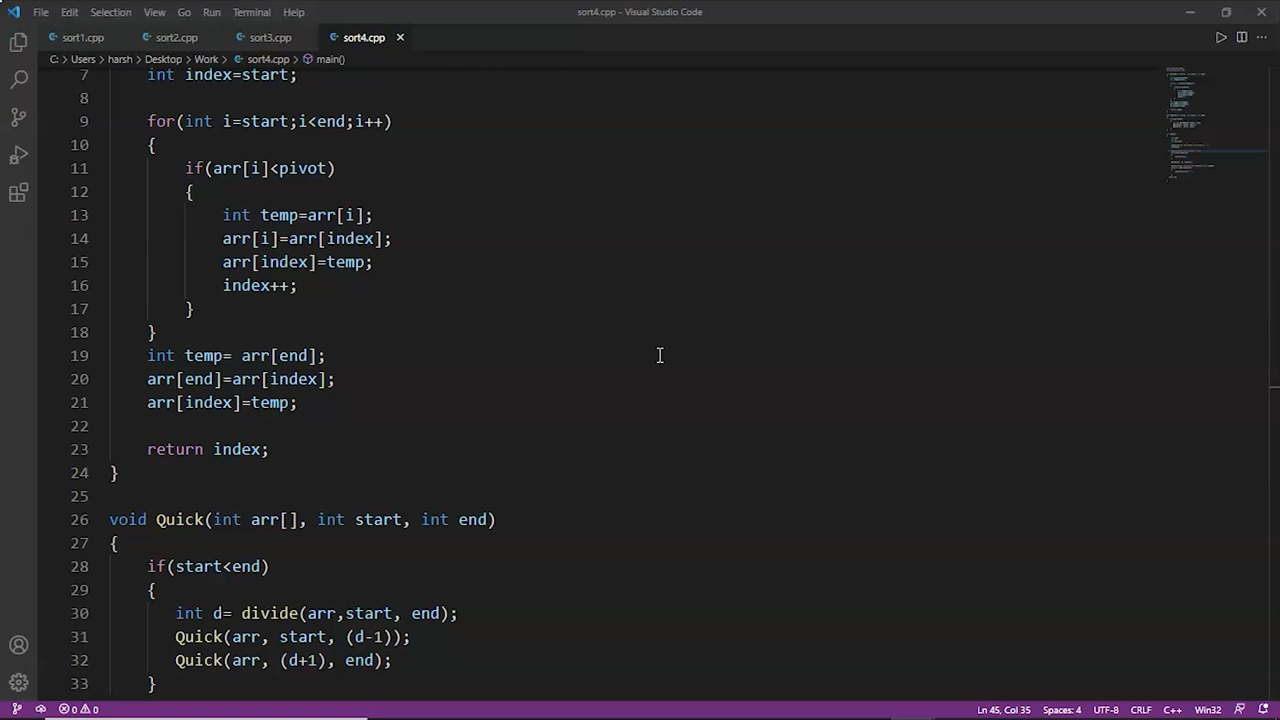 File Edit Selection View Go Run Terminal Help sort4.cpp - Visual Studio Code
sort1.cpp sort2.cpp sort3.cpp sort4.cpp
C: > Users > harsh > Desktop > Work > sort4.cpp > main()
7 int index=start;
8
9 for(int i=start;i<end;i++)
10 {
11 if(arr[i]<pivot)
12 {
13 int temp=arr[i];
14 arr[i]=arr[index];
15 arr[index]=temp;
16 index++;
17 }
18 }
19 int temp= arr[end];
20 arr[end]=arr[index];
21 arr[index]=temp;
22
23 return index;
24 }
25
26 void Quick(int arr[], int start, int end)
27 {
28 if(start<end)
29 {
30 int d= divide(arr,start, end);
31 Quick(arr, start, (d-1));
32 Quick(arr, (d+1), end);
33 }
0 0 Ln 45, Col 35 Spaces: 4 UTF-8 CRLF C++ Win32